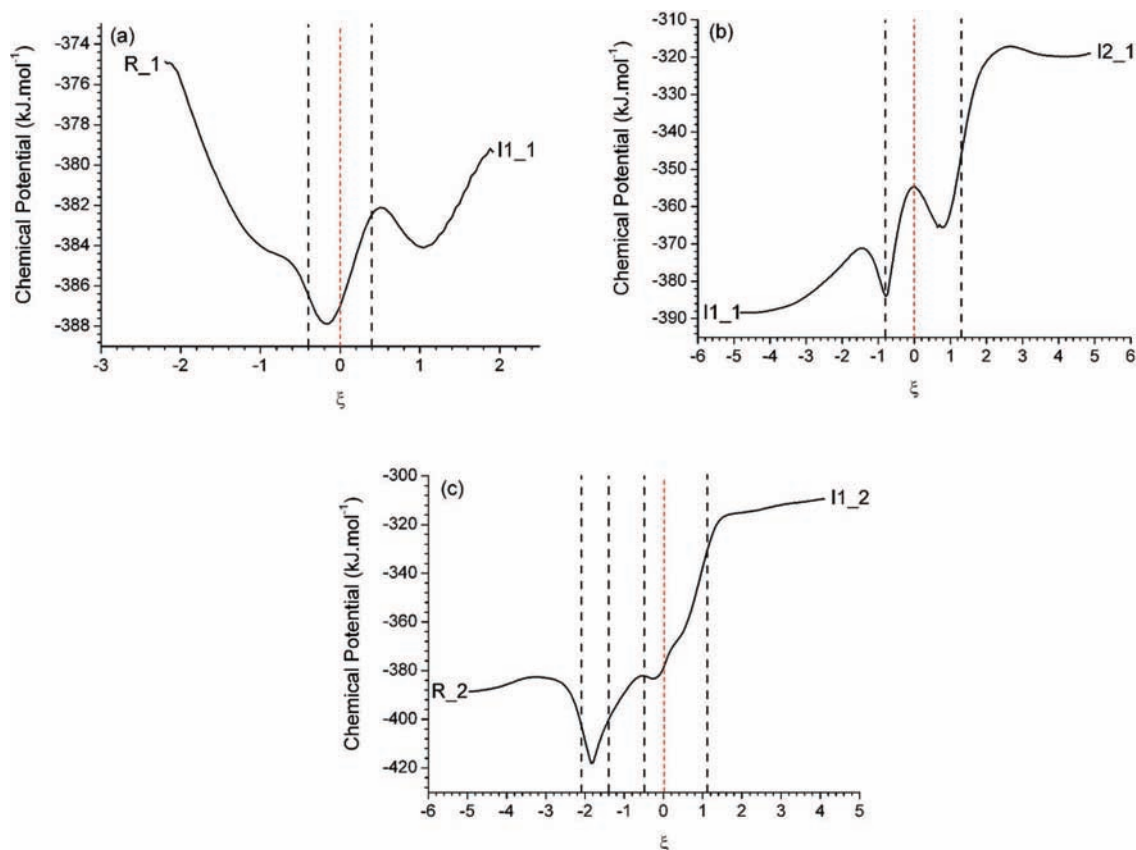 (a)
Chemical Potential (kJ.mol⁻¹)
-374
-376
-378
-380
-382
-384
-386
-388
R_1
I1_1
-3 -2 -1 0 1 2
ξ
(b)
Chemical Potential (kJ.mol⁻¹)
-310
-320
-330
-340
-350
-360
-370
-380
-390
I1_1
I2_1
-6 -5 -4 -3 -2 -1 0 1 2 3 4 5 6
ξ
(c)
Chemical Potential (kJ.mol⁻¹)
-300
-320
-340
-360
-380
-400
-420
R_2
I1_2
-6 -5 -4 -3 -2 -1 0 1 2 3 4 5
ξ